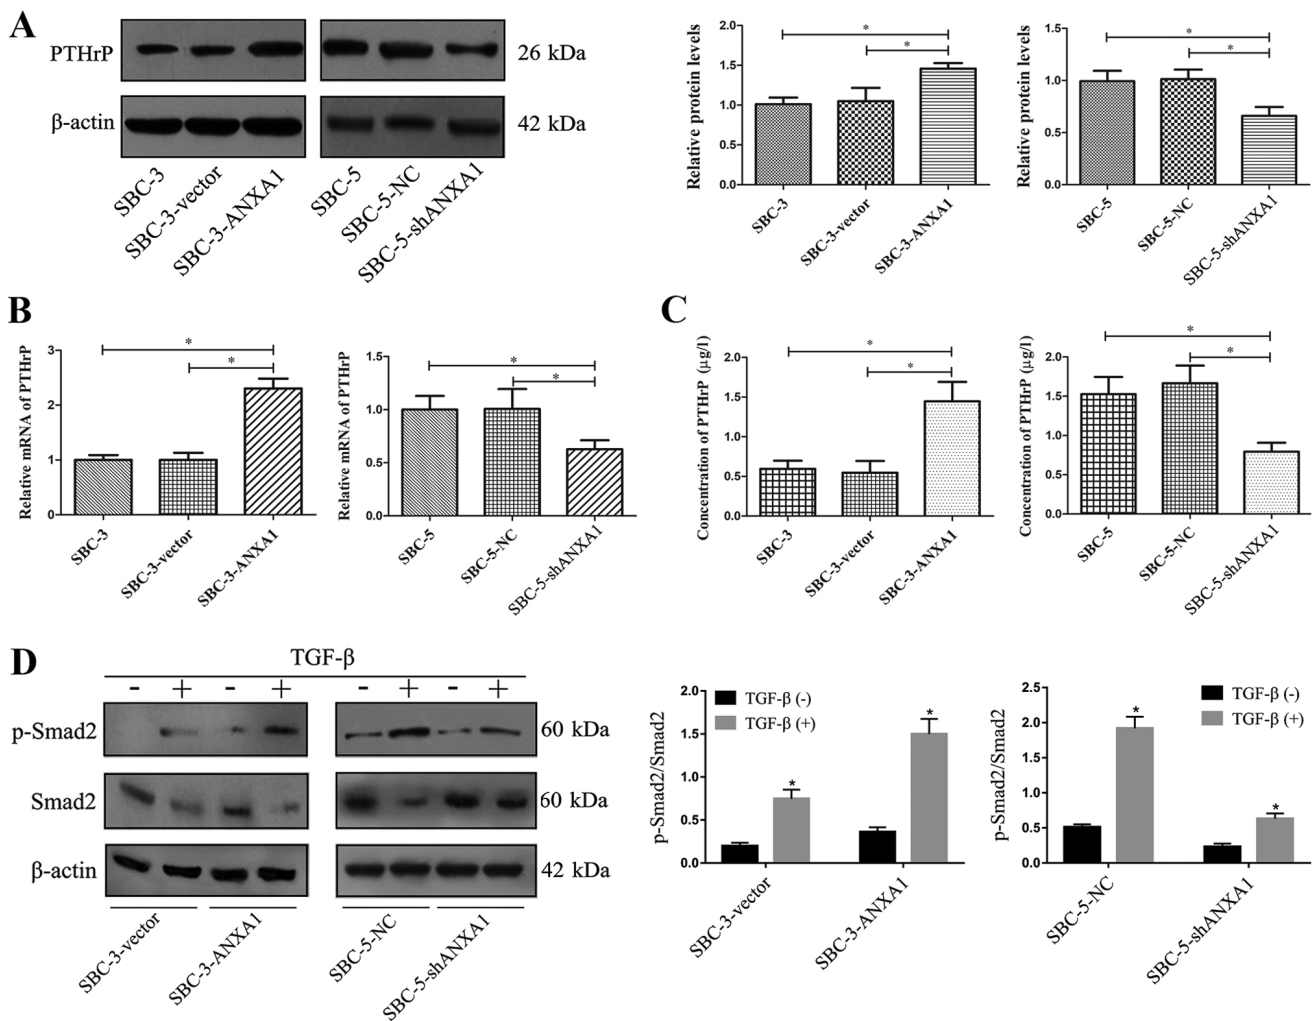 A
PTHrP
26 kDa
β-actin
42 kDa
SBC-3
SBC-3-vector
SBC-3-ANXA1
SBC-5
SBC-5-NC
SBC-5-shANXA1
Relative protein levels
2.0
1.5
1.0
0.5
0.0
*
*
SBC-3
SBC-3-vector
SBC-3-ANXA1
Relative protein levels
1.5
1.0
0.5
0.0
*
*
SBC-5
SBC-5-NC
SBC-5-shANXA1
B
Relative mRNA of PTHrP
3
2
1
0
*
*
SBC-3
SBC-3-vector
SBC-3-ANXA1
Relative mRNA of PTHrP
1.5
1.0
0.5
0.0
*
*
SBC-5
SBC-5-NC
SBC-5-shANXA1
C
Concentration of PTHrP (μg/l)
2.0
1.5
1.0
0.5
0.0
*
*
SBC-3
SBC-3-vector
SBC-3-ANXA1
Concentration of PTHrP (μg/l)
2.0
1.5
1.0
0.5
0.0
*
*
SBC-5
SBC-5-NC
SBC-5-shANXA1
D
TGF-β
- + - + - + - +
p-Smad2
60 kDa
Smad2
60 kDa
β-actin
42 kDa
SBC-3-vector
SBC-3-ANXA1
SBC-5-NC
SBC-5-shANXA1
p-Smad2/Smad2
2.0
1.5
1.0
0.5
0.0
TGF-β (-)
TGF-β (+)
*
*
SBC-3-vector
SBC-3-ANXA1
p-Smad2/Smad2
2.5
2.0
1.5
1.0
0.5
0.0
TGF-β (-)
TGF-β (+)
*
*
SBC-5-NC
SBC-5-shANXA1